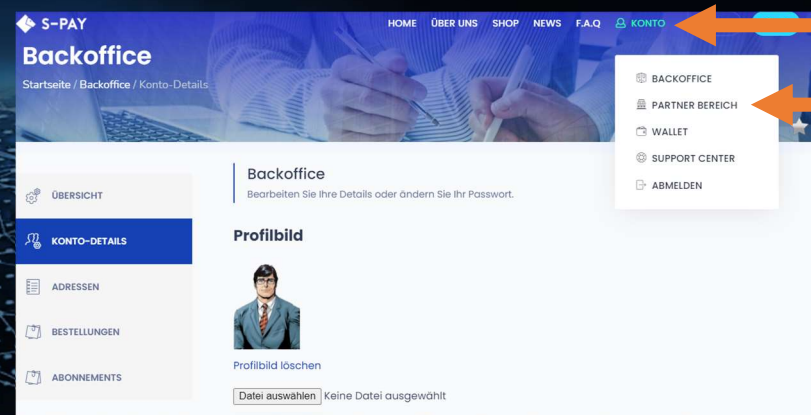 S-PAY
HOME ÜBER UNS SHOP NEWS F.A.Q KONTO
Backoffice
Startseite / Backoffice / Konto-Details
BACKOFFICE
PARTNER BEREICH
WALLET
SUPPORT CENTER
ABMELDEN
ÜBERSICHT
KONTO-DETAILS
ADRESSEN
BESTELLUNGEN
ABONNEMENTS
Backoffice
Bearbeiten Sie Ihre Details oder ändern Sie Ihr Passwort.
Profilbild
Profilbild löschen
Datei auswählen Keine Datei ausgewählt